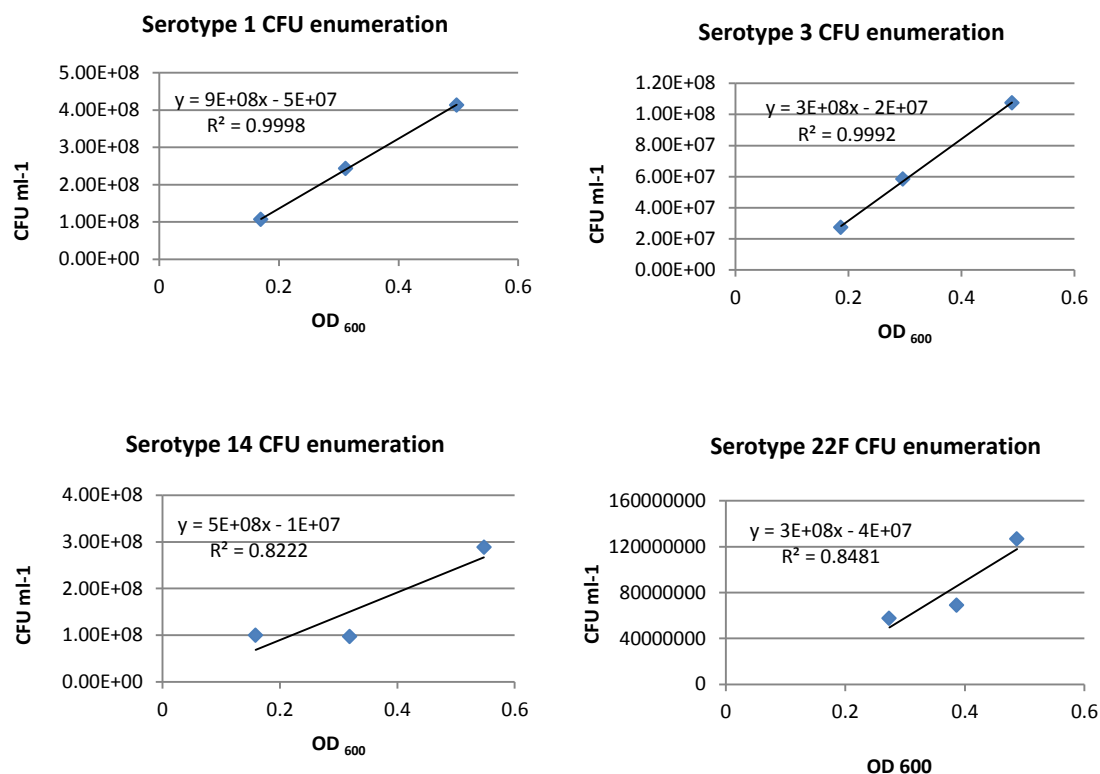 Serotype 1 CFU enumeration
5.00E+08
4.00E+08
3.00E+08
2.00E+08
1.00E+08
0.00E+00
CFU ml-1
y = 9E+08x - 5E+07
R² = 0.9998
0 0.2 0.4 0.6
OD 600
Serotype 3 CFU enumeration
1.20E+08
1.00E+08
8.00E+07
6.00E+07
4.00E+07
2.00E+07
0.00E+00
CFU ml-1
y = 3E+08x - 2E+07
R² = 0.9992
0 0.2 0.4 0.6
OD 600
Serotype 14 CFU enumeration
4.00E+08
3.00E+08
2.00E+08
1.00E+08
0.00E+00
CFU ml-1
y = 5E+08x - 1E+07
R² = 0.8222
0 0.2 0.4 0.6
OD 600
Serotype 22F CFU enumeration
160000000
120000000
80000000
40000000
0
CFU ml-1
y = 3E+08x - 4E+07
R² = 0.8481
0 0.2 0.4 0.6
OD 600